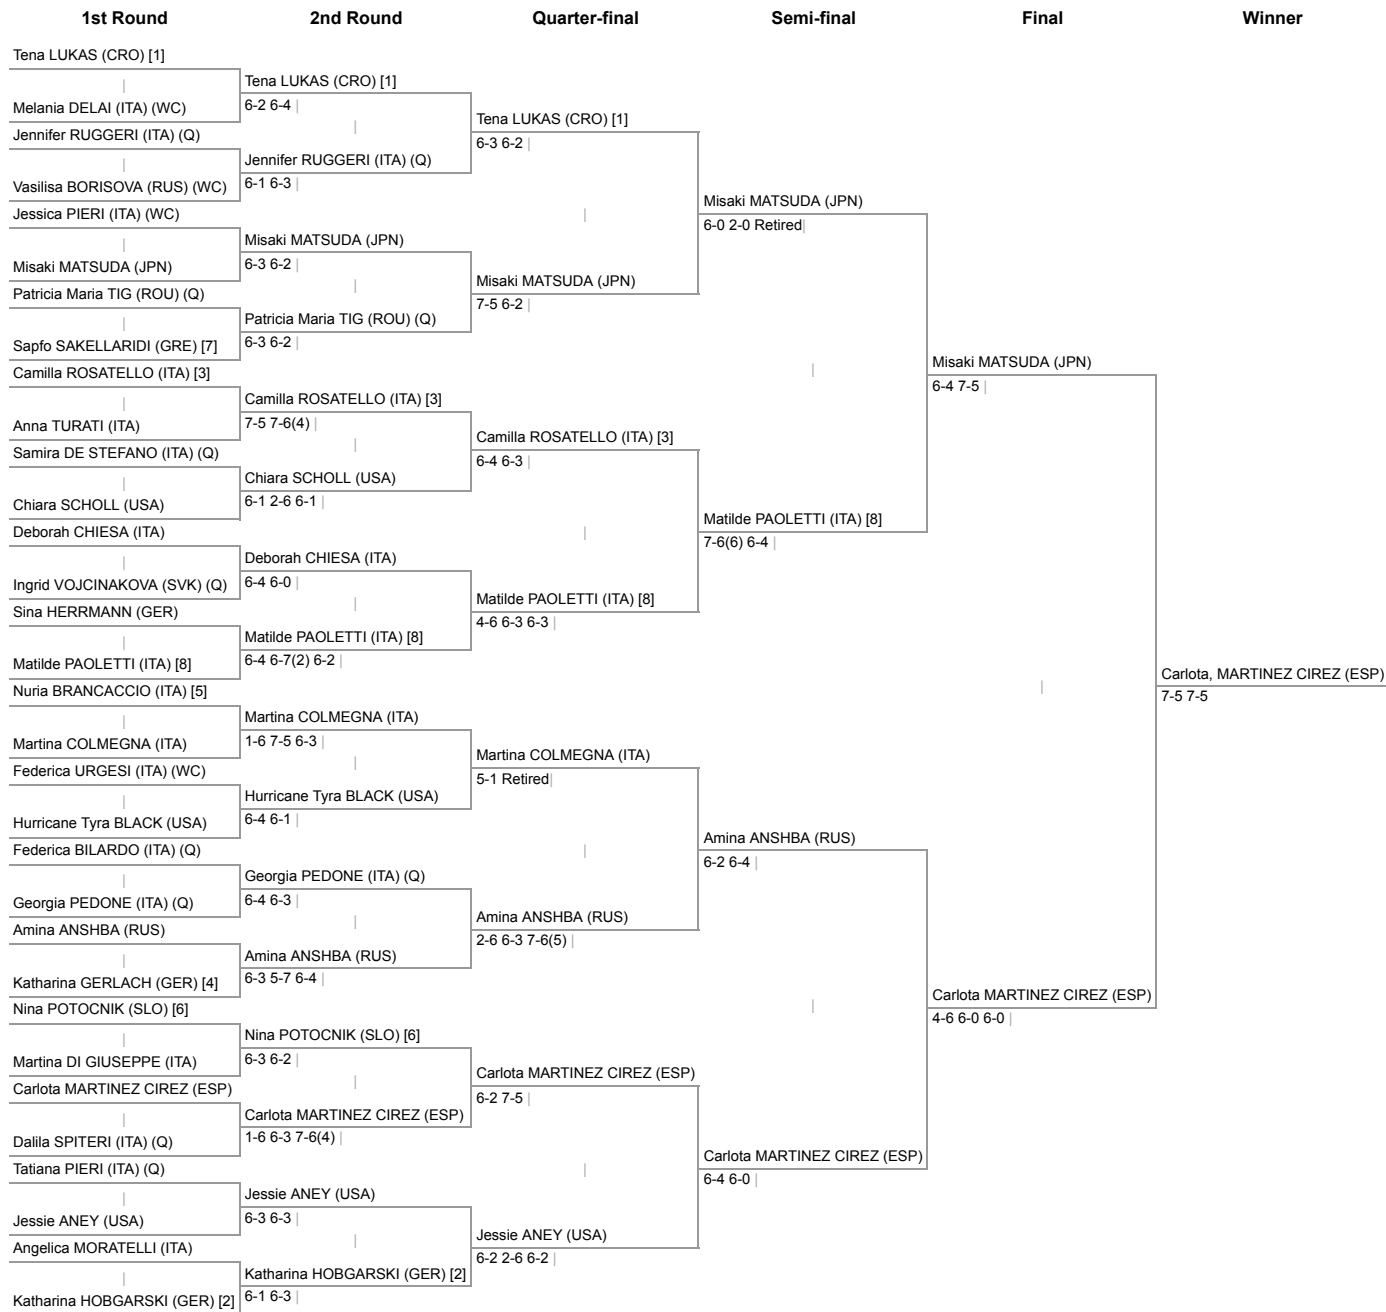 1st Round
2nd Round
Quarter-final
Semi-final
Final
Winner
Tena LUKAS (CRO) [1]
Melania DELAI (ITA) (WC)
Jennifer RUGGERI (ITA) (Q)
Vasilisa BORISOVA (RUS) (WC)
Jessica PIERI (ITA) (WC)
Misaki MATSUDA (JPN)
Patricia Maria TIG (ROU) (Q)
Sapfo SAKELLARIDI (GRE) [7]
Camilla ROSATELLO (ITA) [3]
Anna TURATI (ITA)
Samira DE STEFANO (ITA) (Q)
Chiara SCHOLL (USA)
Deborah CHIESA (ITA)
Ingrid VOJCINAKOVA (SVK) (Q)
Sina HERRMANN (GER)
Matilde PAOLETTI (ITA) [8]
Nuria BRANCACCIO (ITA) [5]
Martina COLMEGNA (ITA)
Federica URGESI (ITA) (WC)
Hurricane Tyra BLACK (USA)
Federica BILARDO (ITA) (Q)
Georgia PEDONE (ITA) (Q)
Amina ANSHBA (RUS)
Katharina GERLACH (GER) [4]
Nina POTOCNIK (SLO) [6]
Martina DI GIUSEPPE (ITA)
Carlota MARTINEZ CIREZ (ESP)
Dalila SPITERI (ITA) (Q)
Tatiana PIERI (ITA) (Q)
Jessie ANEY (USA)
Angelica MORATELLI (ITA)
Katharina HOBGARSKI (GER) [2]
Tena LUKAS (CRO) [1]
6-2 6-4
Jennifer RUGGERI (ITA) (Q)
6-1 6-3
Misaki MATSUDA (JPN)
6-3 6-2
Patricia Maria TIG (ROU) (Q)
6-3 6-2
Camilla ROSATELLO (ITA) [3]
7-5 7-6(4)
Chiara SCHOLL (USA)
6-1 2-6 6-1
Deborah CHIESA (ITA)
6-4 6-0
Matilde PAOLETTI (ITA) [8]
6-4 6-7(2) 6-2
Martina COLMEGNA (ITA)
1-6 7-5 6-3
Hurricane Tyra BLACK (USA)
6-4 6-1
Georgia PEDONE (ITA) (Q)
6-4 6-3
Amina ANSHBA (RUS)
6-3 5-7 6-4
Nina POTOCNIK (SLO) [6]
6-3 6-2
Carlota MARTINEZ CIREZ (ESP)
1-6 6-3 7-6(4)
Jessie ANEY (USA)
6-3 6-3
Katharina HOBGARSKI (GER) [2]
6-1 6-3
Tena LUKAS (CRO) [1]
6-3 6-2
Misaki MATSUDA (JPN)
7-5 6-2
Camilla ROSATELLO (ITA) [3]
6-4 6-3
Matilde PAOLETTI (ITA) [8]
4-6 6-3 6-3
Martina COLMEGNA (ITA)
5-1 Retired
Amina ANSHBA (RUS)
2-6 6-3 7-6(5)
Carlota MARTINEZ CIREZ (ESP)
6-2 7-5
Jessie ANEY (USA)
6-2 2-6 6-2
Misaki MATSUDA (JPN)
6-0 2-0 Retired
Matilde PAOLETTI (ITA) [8]
7-6(6) 6-4
Amina ANSHBA (RUS)
6-2 6-4
Carlota MARTINEZ CIREZ (ESP)
6-4 6-0
Misaki MATSUDA (JPN)
6-4 7-5
Carlota MARTINEZ CIREZ (ESP)
4-6 6-0 6-0
Carlota, MARTINEZ CIREZ (ESP)
7-5 7-5